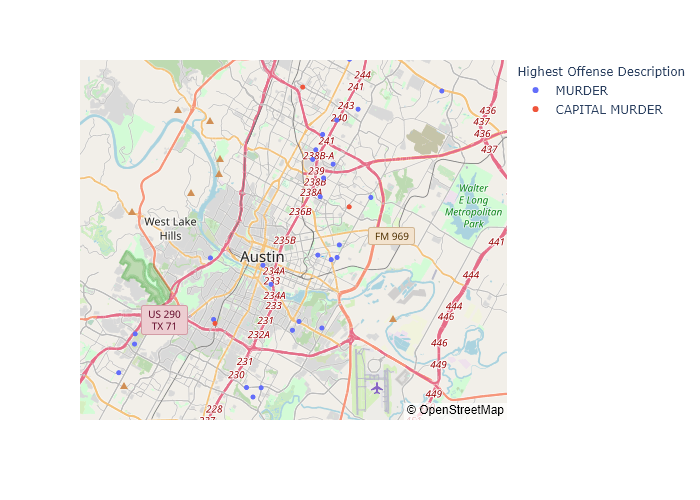 Highest Offense Description
MURDER
CAPITAL MURDER
244
241
243
240
436
437
436
437
241
238B-A
239
238B
238A
236B
Walter
E Long
Metropolitan
Park
West Lake
Hills
235B
FM 969
441
Austin
234A
233
444
234A
233
444
446
US 290
TX 71
231
232A
446
231
230
449
449
228
© OpenStreetMap